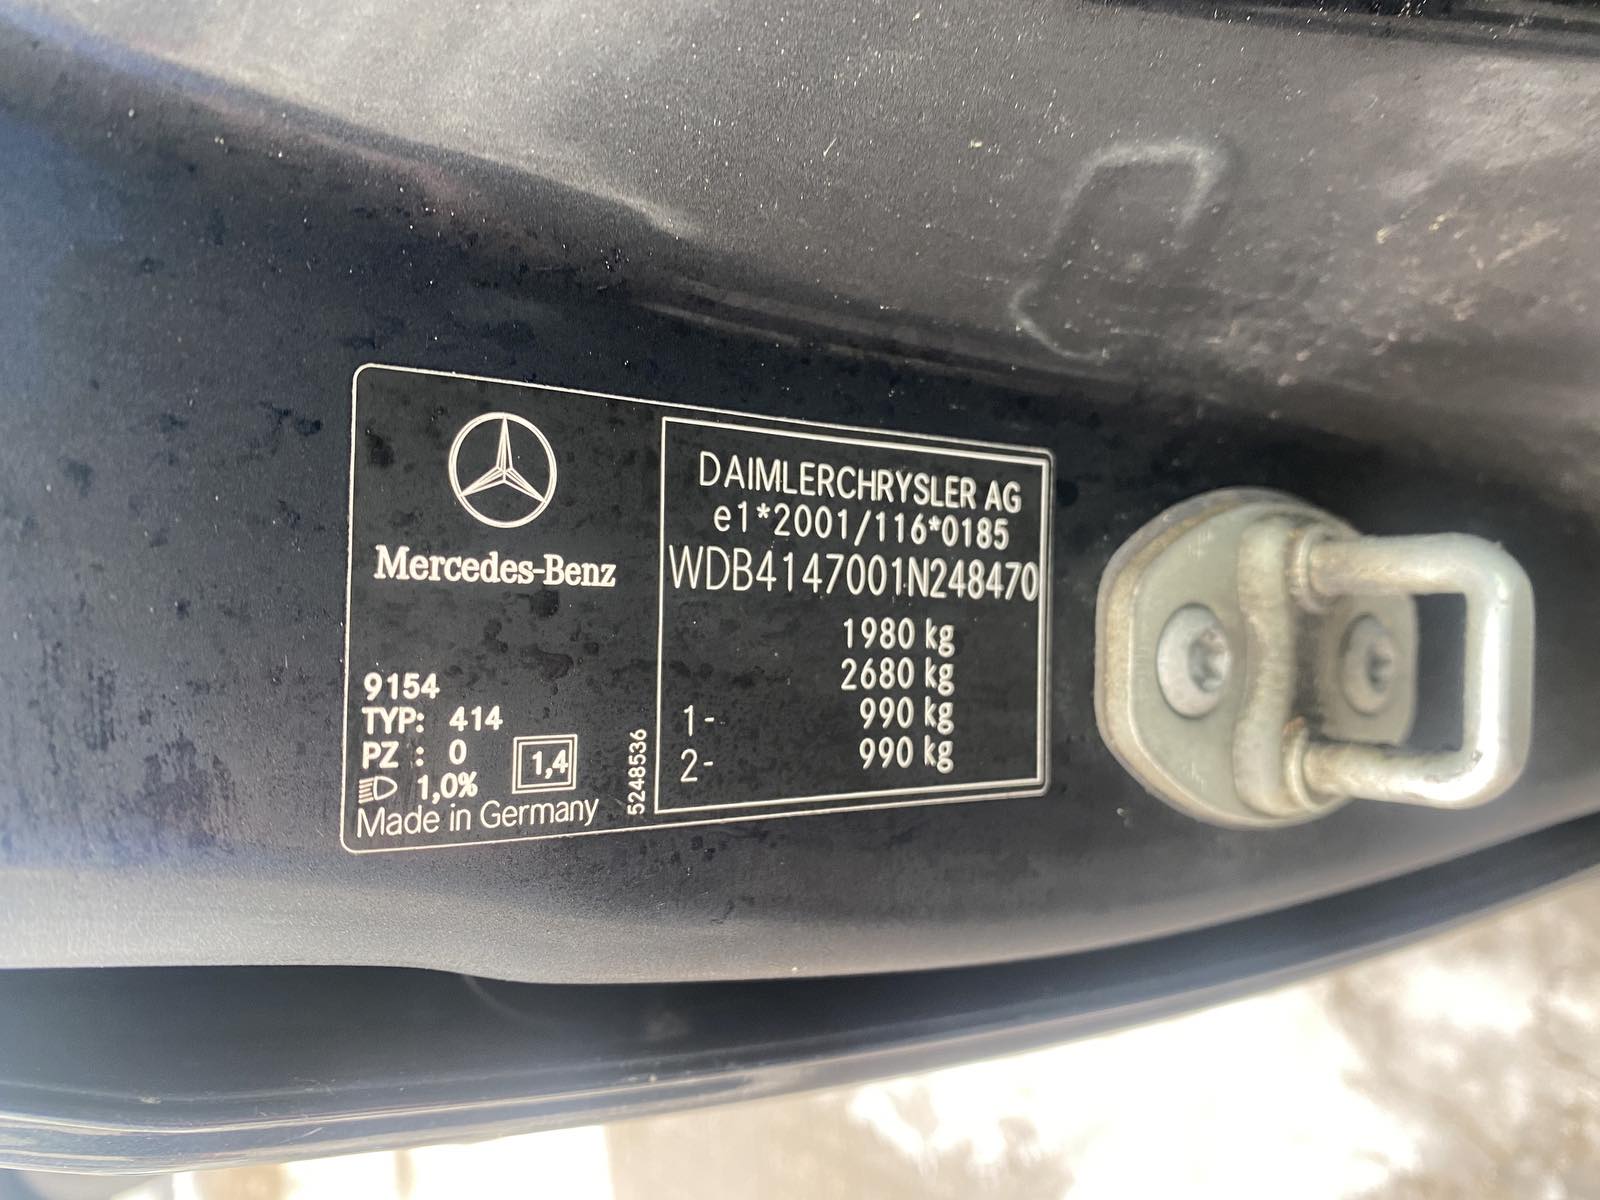 Mercedes-Benz
9154
TYP: 414
PZ : 0
1,0%
1,4
Made in Germany
5248536
DAIMLERCHRYSLER AG
e1*2001/116*0185
WDB4147001N248470
1980 kg
2680 kg
1- 990 kg
2- 990 kg